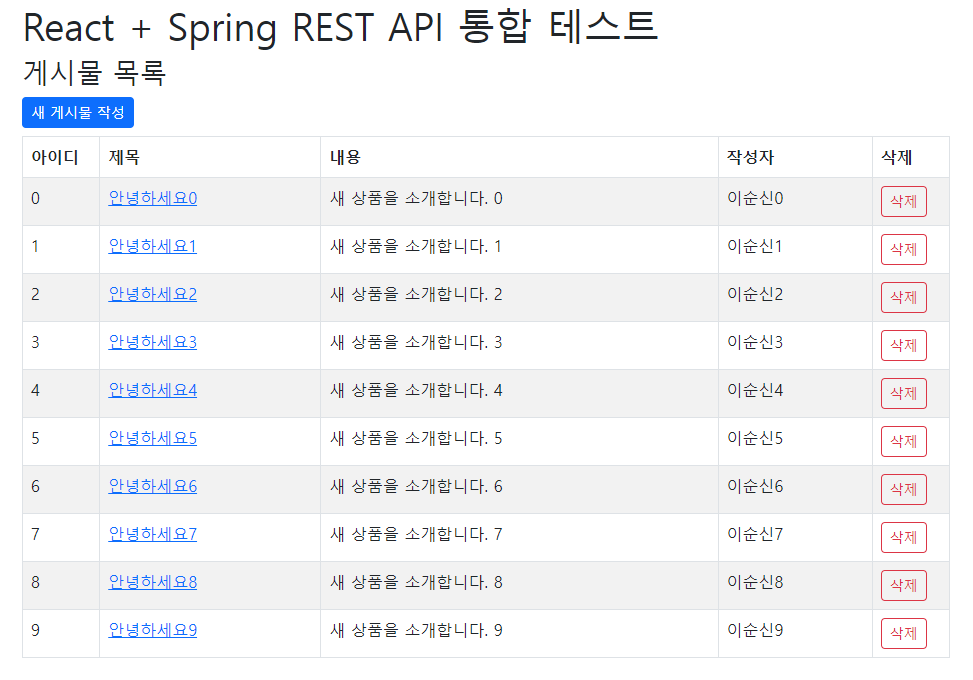 React + Spring REST API 통합 테스트
게시물 목록
새 게시물 작성
아이디 제목 내용 작성자 삭제
0 안녕하세요0 새 상품을 소개합니다. 0 이순신0 삭제
1 안녕하세요1 새 상품을 소개합니다. 1 이순신1 삭제
2 안녕하세요2 새 상품을 소개합니다. 2 이순신2 삭제
3 안녕하세요3 새 상품을 소개합니다. 3 이순신3 삭제
4 안녕하세요4 새 상품을 소개합니다. 4 이순신4 삭제
5 안녕하세요5 새 상품을 소개합니다. 5 이순신5 삭제
6 안녕하세요6 새 상품을 소개합니다. 6 이순신6 삭제
7 안녕하세요7 새 상품을 소개합니다. 7 이순신7 삭제
8 안녕하세요8 새 상품을 소개합니다. 8 이순신8 삭제
9 안녕하세요9 새 상품을 소개합니다. 9 이순신9 삭제